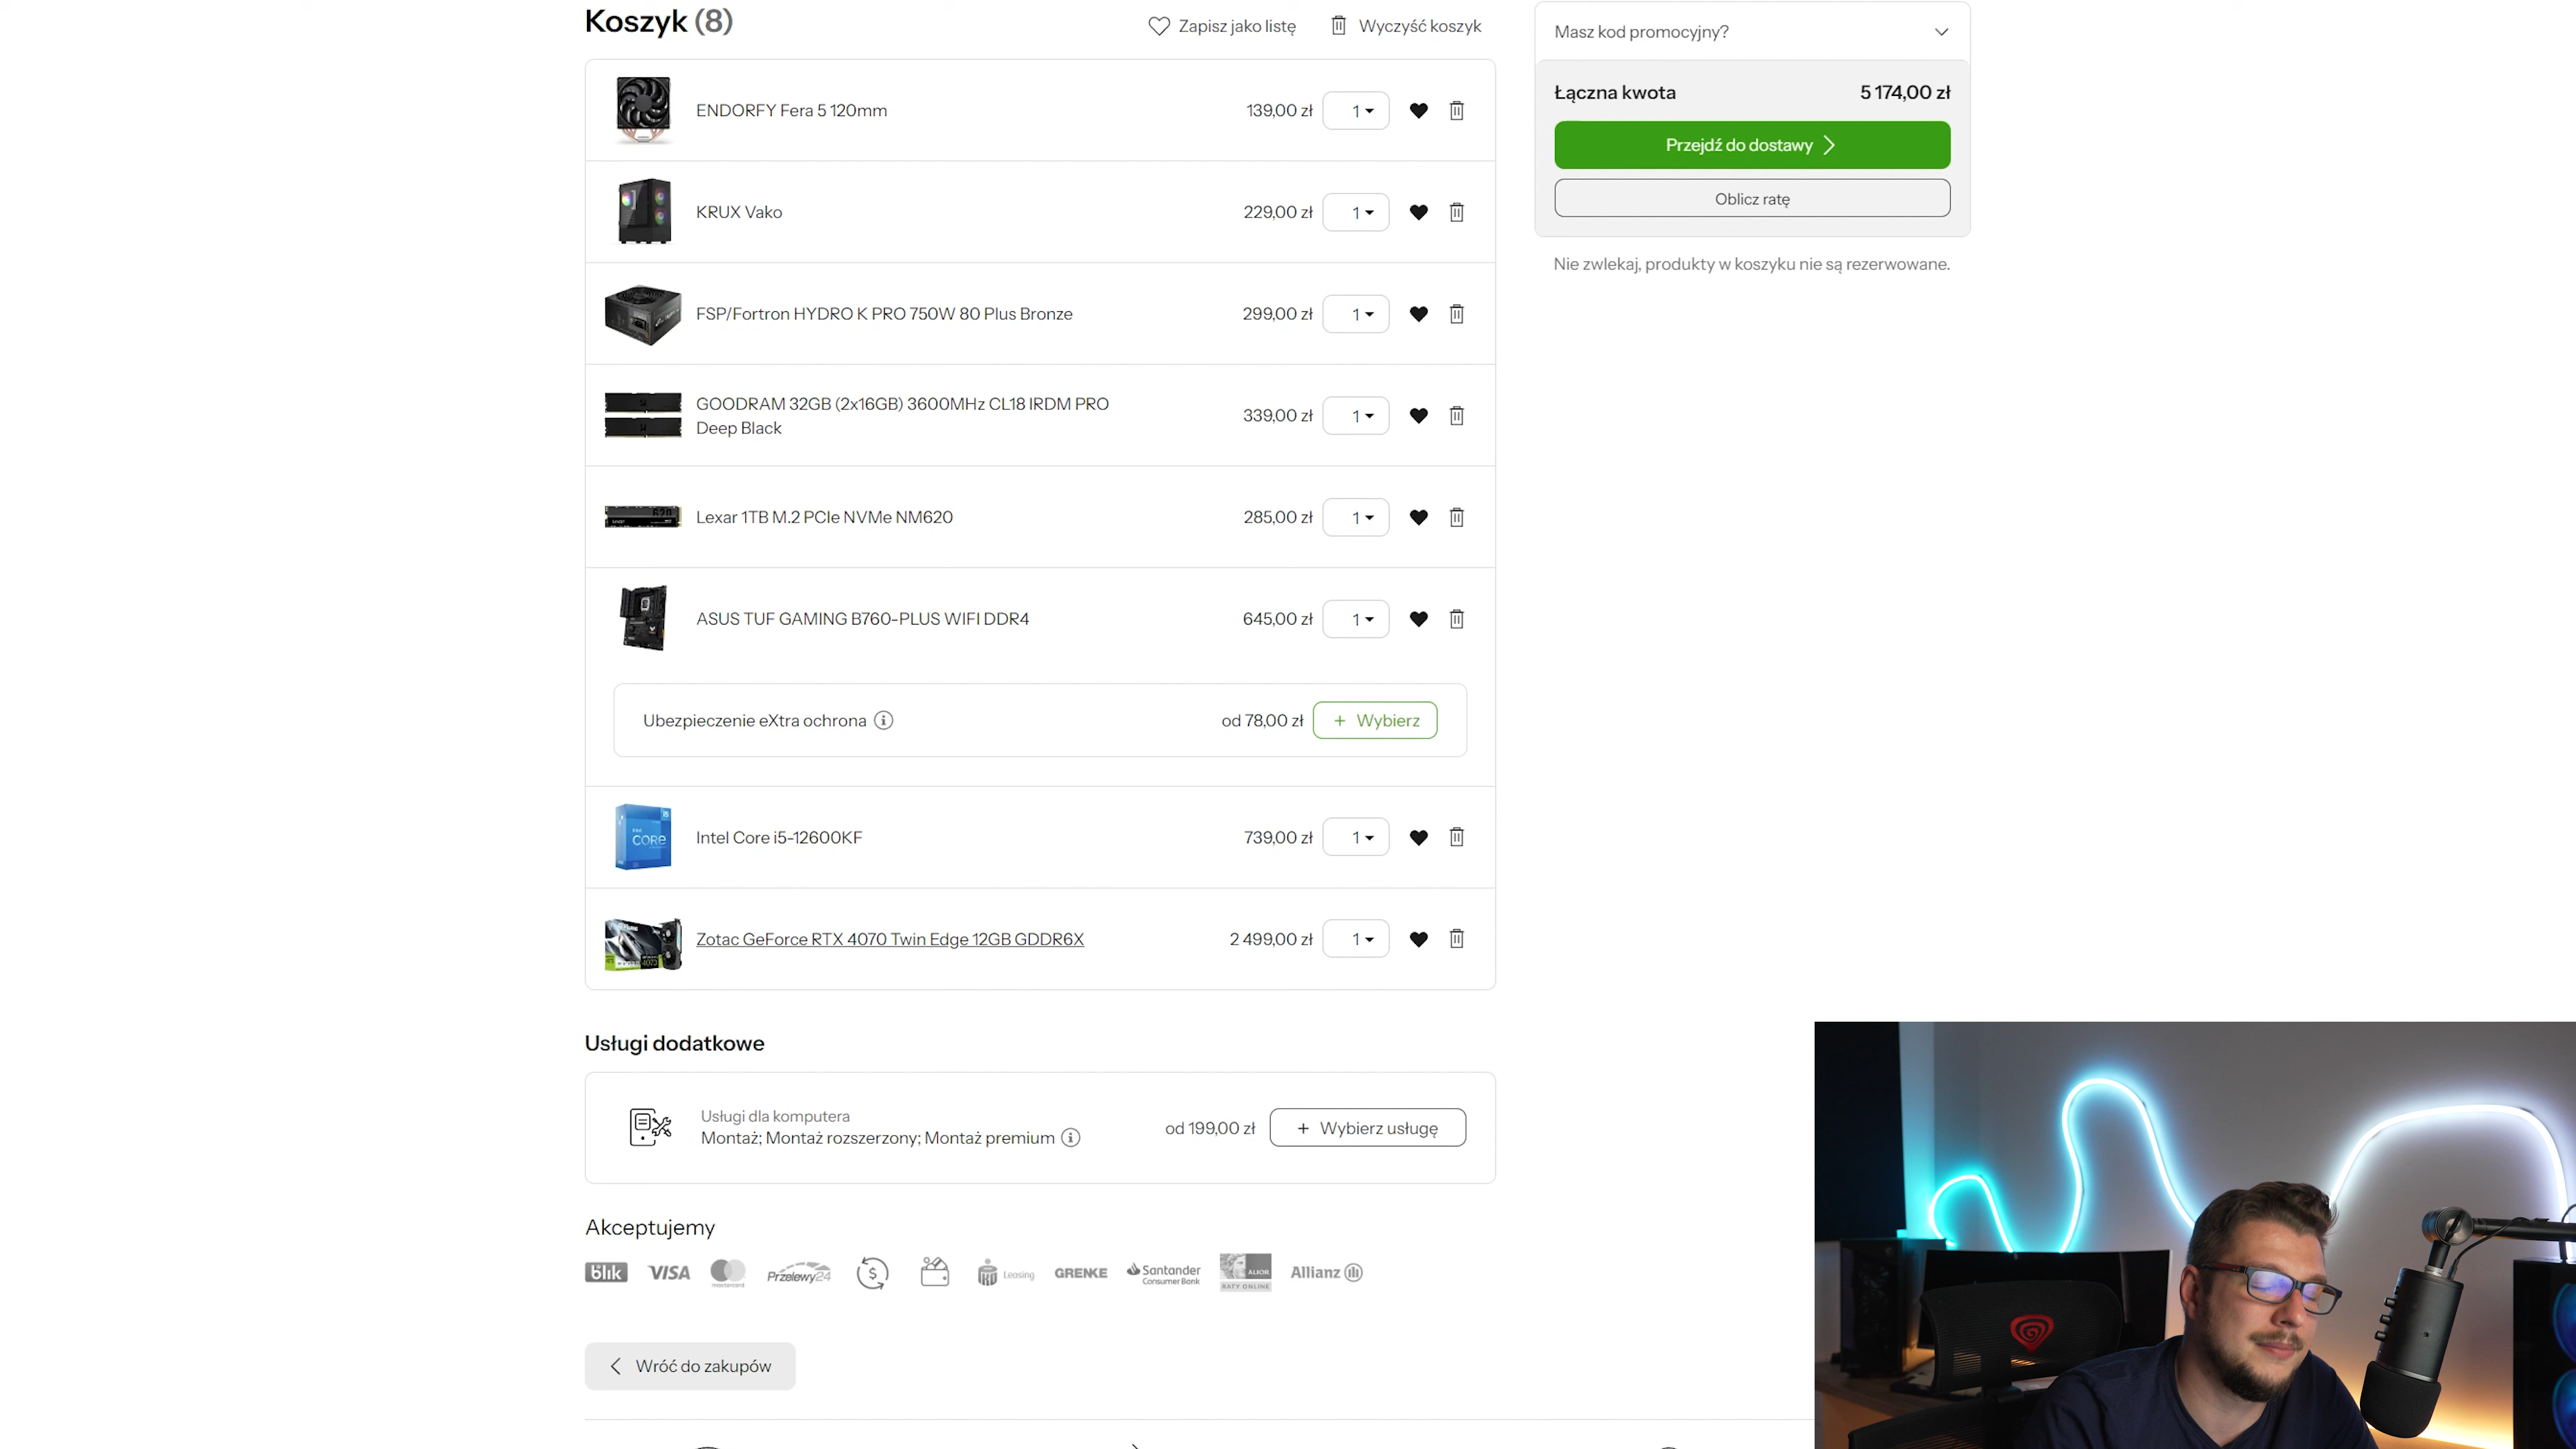 Koszyk (8)
Zapisz jako listę
Wyczyść koszyk
ENDORFY Fera 5 120mm
139,00 zł
1
KRUX Vako
229,00 zł
1
FSP/Fortron HYDRO K PRO 750W 80 Plus Bronze
299,00 zł
1
GOODRAM 32GB (2x16GB) 3600MHz CL18 IRDM PRO
Deep Black
339,00 zł
1
Lexar 1TB M.2 PCIe NVMe NM620
285,00 zł
1
ASUS TUF GAMING B760-PLUS WIFI DDR4
645,00 zł
1
Ubezpieczenie eXtra ochrona
od 78,00 zł
+ Wybierz
CORE
Intel Core i5-12600KF
739,00 zł
1
Zotac GeForce RTX 4070 Twin Edge 12GB GDDR6X
2 499,00 zł
1
Usługi dodatkowe
Usługi dla komputera
Montaż; Montaż rozszerzony; Montaż premium
od 199,00 zł
+ Wybierz usługę
Akceptujemy
blik
VISA
mastercard
Przelewy24
Leasing
GRENKE
Santander
Consumer Bank
ALIOR
RATY ONLINE
Allianz
Wróć do zakupów
Masz kod promocyjny?
Łączna kwota
5 174,00 zł
Przejdź do dostawy
Oblicz ratę
Nie zwlekaj, produkty w koszyku nie są rezerwowane.